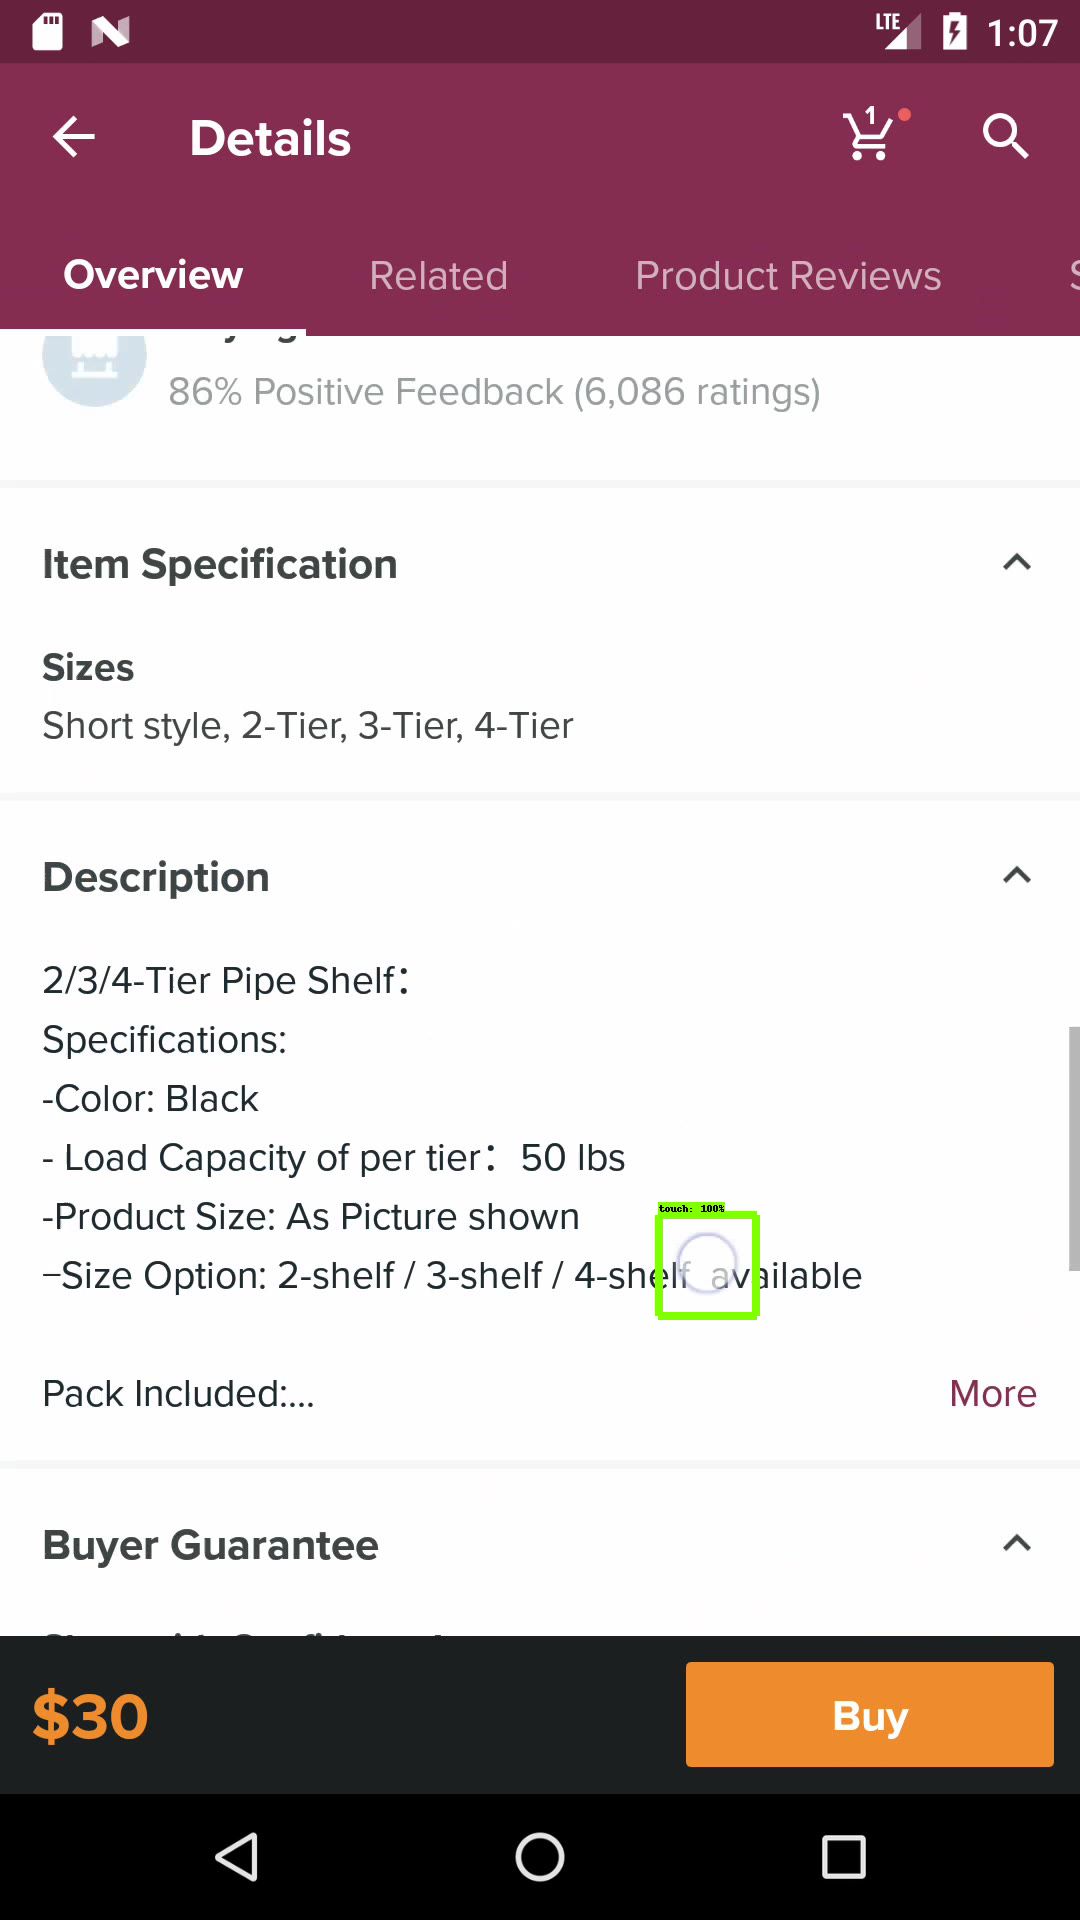 LTE 1:07
Details 1
Overview Related Product Reviews S
86% Positive Feedback (6,086 ratings)
Item Specification
Sizes
Short style, 2-Tier, 3-Tier, 4-Tier
Description
2/3/4-Tier Pipe Shelf：
Specifications:
-Color: Black
- Load Capacity of per tier：50 lbs
-Product Size: As Picture shown
touch: 100%
–Size Option: 2-shelf / 3-shelf / 4-shelf  available
Pack Included:... More
Buyer Guarantee
$30 Buy